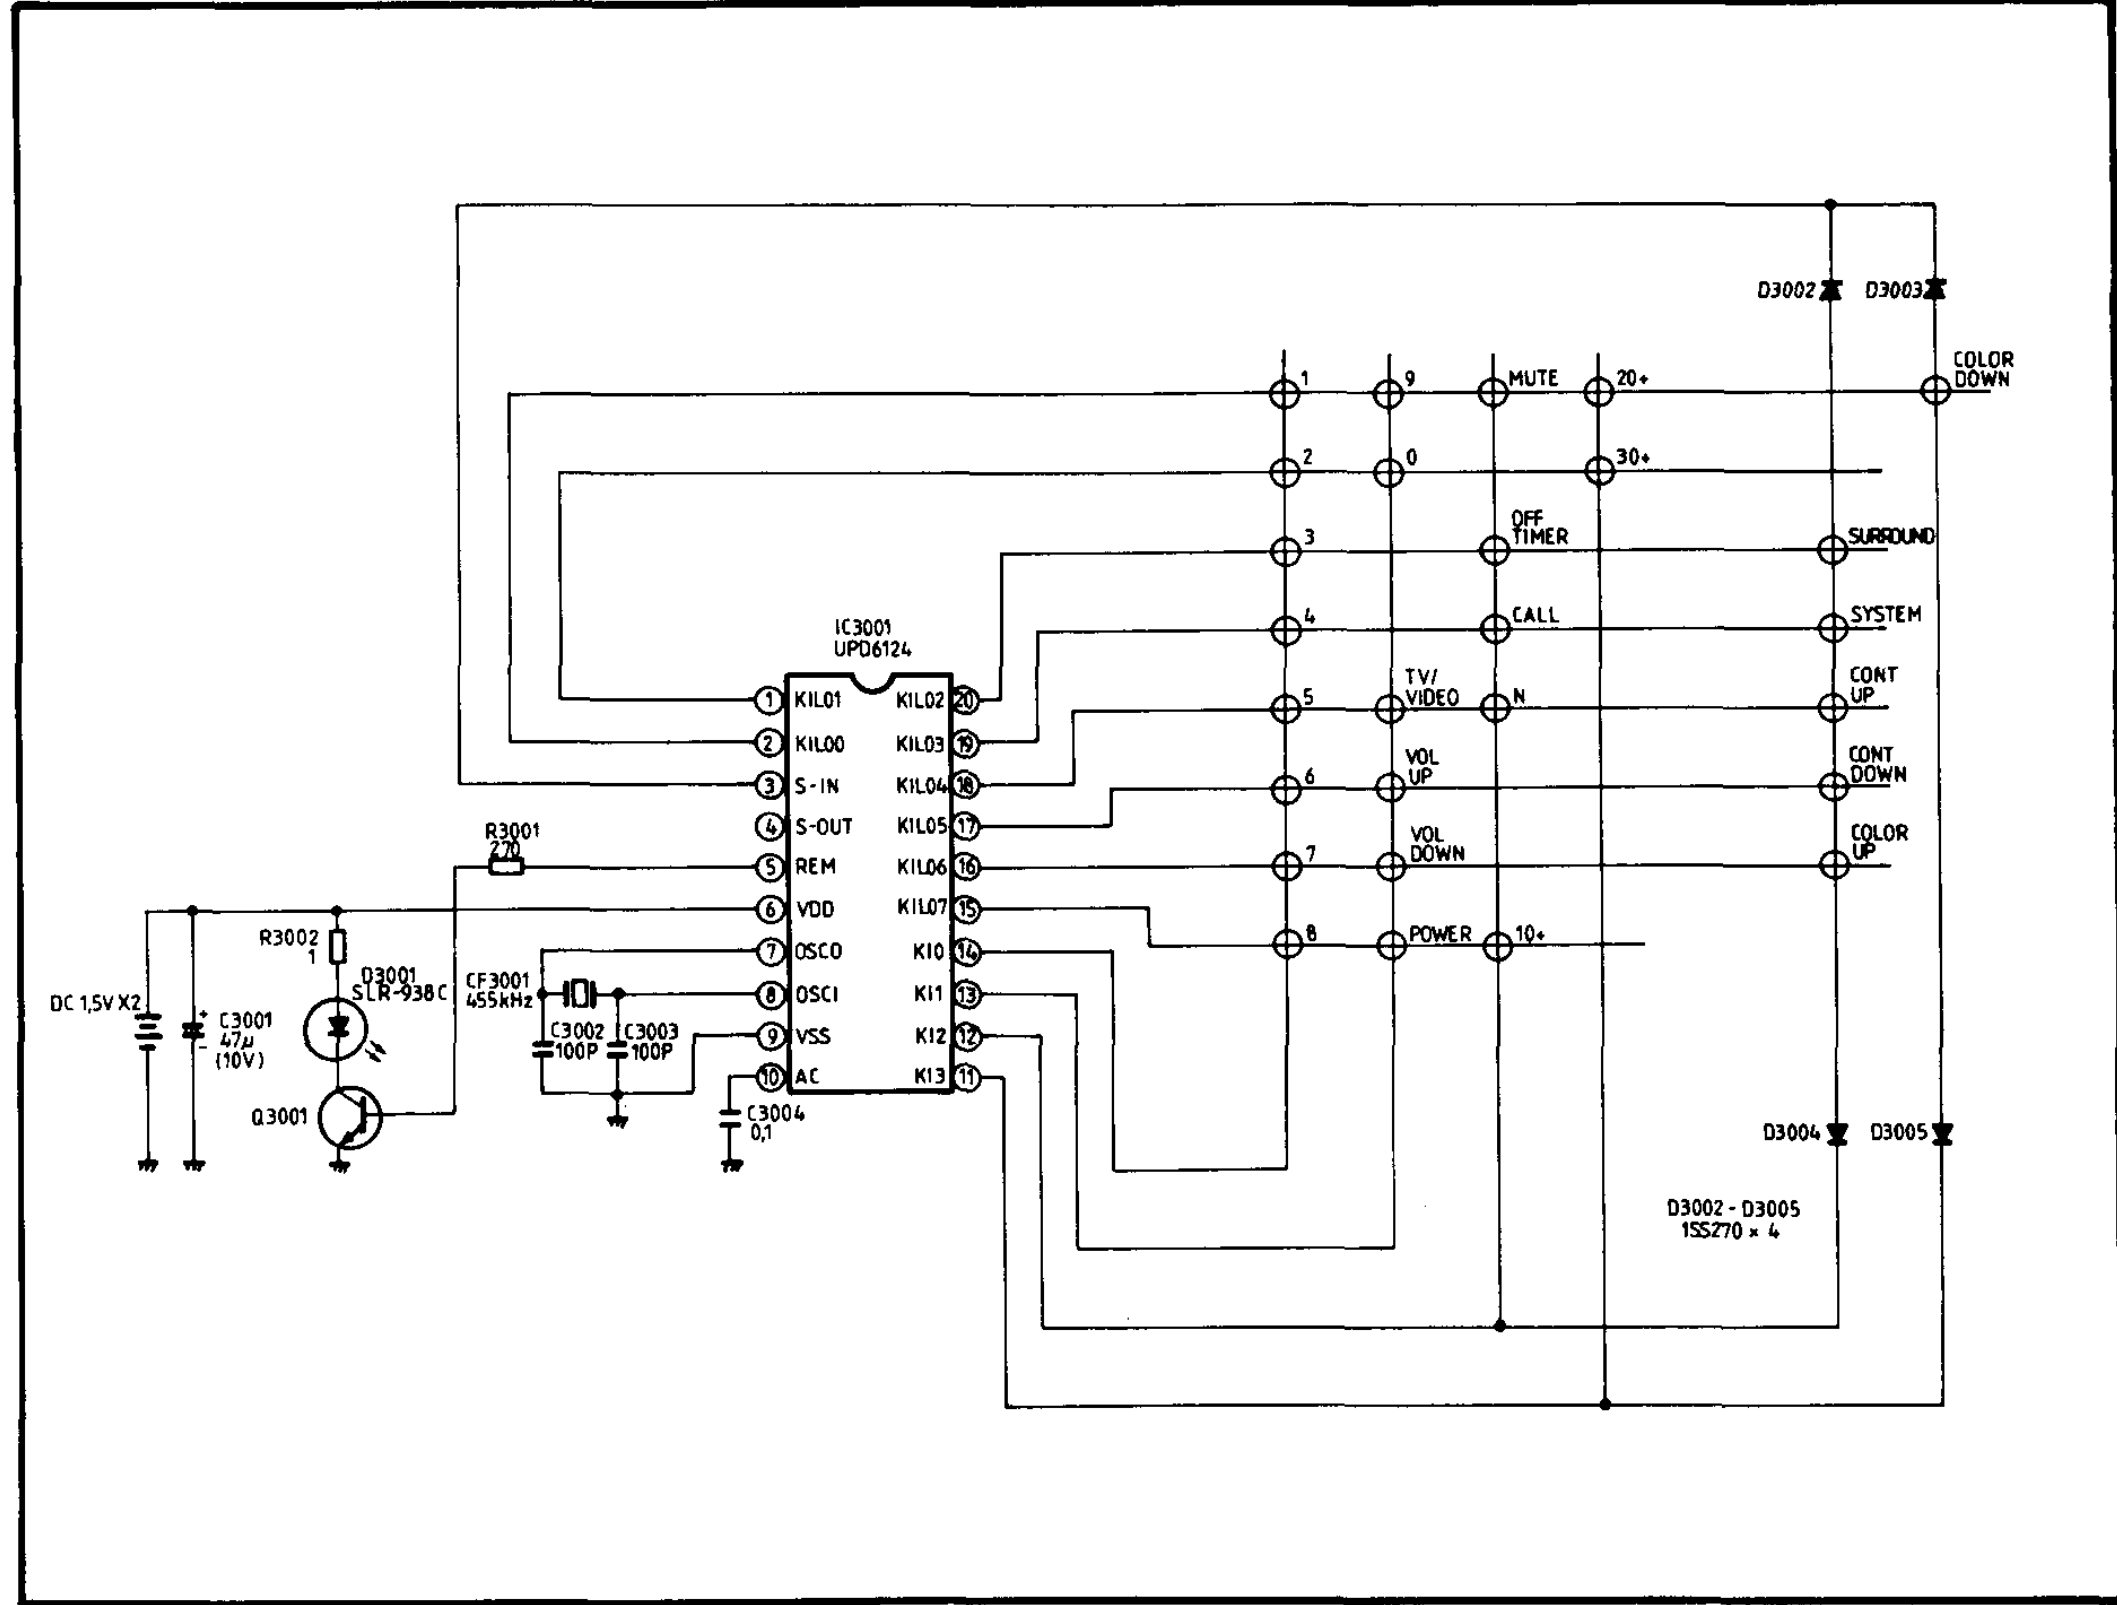 D3002
D3003
COLOR
DOWN
1
9
MUTE
20+
2
0
30+
3
OFF
TIMER
SURROUND
4
CALL
SYSTEM
5
TV/
VIDEO
N
CONT
UP
6
VOL
UP
CONT
DOWN
7
VOL
DOWN
COLOR
UP
8
POWER
10+
IC3001
UPD6124
1 KIL01
2 KIL00
3 S-IN
4 S-OUT
5 REM
6 VDD
7 OSCO
8 OSCI
9 VSS
10 AC
KIL02 20
KIL03 19
KIL04 18
KIL05 17
KIL06 16
KIL07 15
KI0 14
KI1 13
KI2 12
KI3 11
R3001
270
R3002
1
D3001
SLR-938C
CF3001
455kHz
DC 1,5V X2
+
C3001
47µ
-
(10V)
C3002
100P
C3003
100P
Q3001
C3004
0,1
D3004
D3005
D3002 - D3005
1SS270 × 4